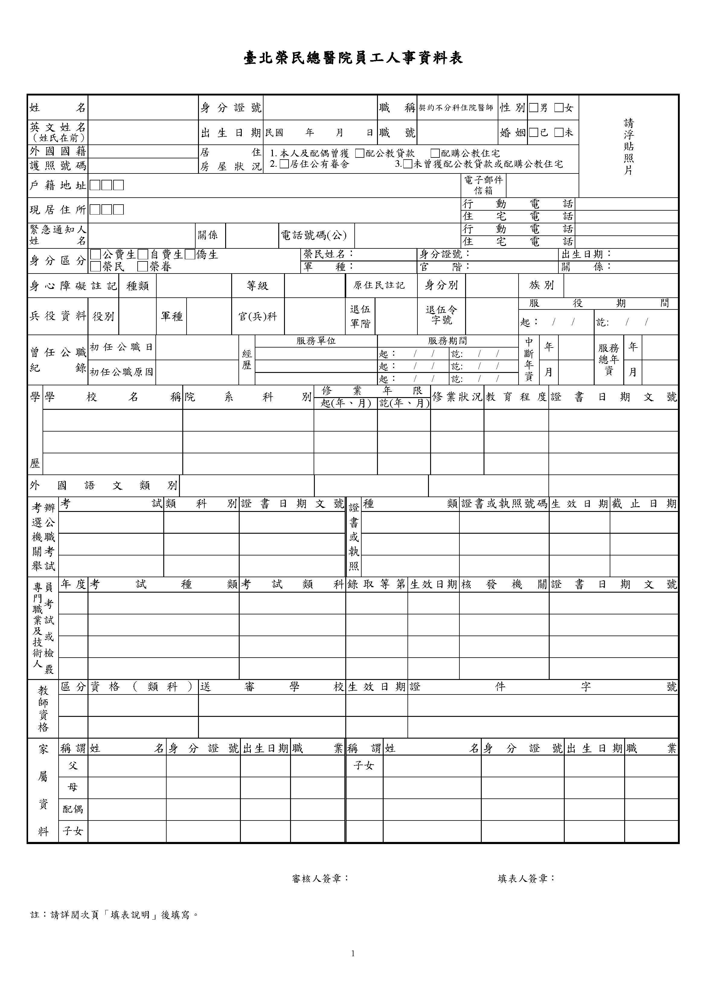 臺北榮民總醫院員工人事資料表
姓名 身分證號 職稱 契約不分科住院醫師 性別 □男 □女
請浮貼照片
英文姓名 (姓氏在前) 出生日期 民國 年 月 日 職號 婚姻 □已 □未
外國國籍
護照號碼
居住房屋狀況
1. 本人及配偶曾獲 □配公教貸款 □配購公教住宅
2. □居住公有眷舍 3.□未曾獲配公教貸款或配購公教住宅
戶籍地址 □□□ 電子郵件信箱
現居住所 □□□ 行動電話
住宅電話
緊急通知人姓名 關係 電話號碼(公) 行動電話
住宅電話
身分區分 □公費生□自費生□僑生 榮民姓名： 身分證號： 出生日期：
□榮民 □榮眷 軍種： 官階： 關係：
身心障礙註記 種類 等級 原住民註記 身分別 族別
兵役資料 役別 軍種 官(兵)科 退伍軍階 退伍令字號 服役期間
起： / / 訖: / /
曾任公職紀錄 初任公職日 經歷 服務單位 服務期間 中斷年資 年 服務總年資 年
起： / / 訖: / /
初任公職原因 起： / / 訖: / / 月 月
起： / / 訖: / /
學歷 學校名稱 院系科別 修業年限 修業狀況 教育程度 證書日期文號
起(年、月) 訖(年、月)
外國語文類別
考選機關舉辦公職考試 考試 類科別 證書日期文號 證書或執照 種類 證書或執照號碼 生效日期 截止日期
專門職業及技術人員考試或檢覈 年度 考試種類 考試類科 錄取等第 生效日期 核發機關 證書日期文號
教師資格 區分 資格(類科) 送審學校 生效日期 證件字號
家屬資料 稱謂 姓名 身分證號 出生日期 職業 稱謂 姓名 身分證號 出生日期 職業
父 子女
母
配偶
子女
審核人簽章： 填表人簽章：
註：請詳閱次頁「填表說明」後填寫。
1